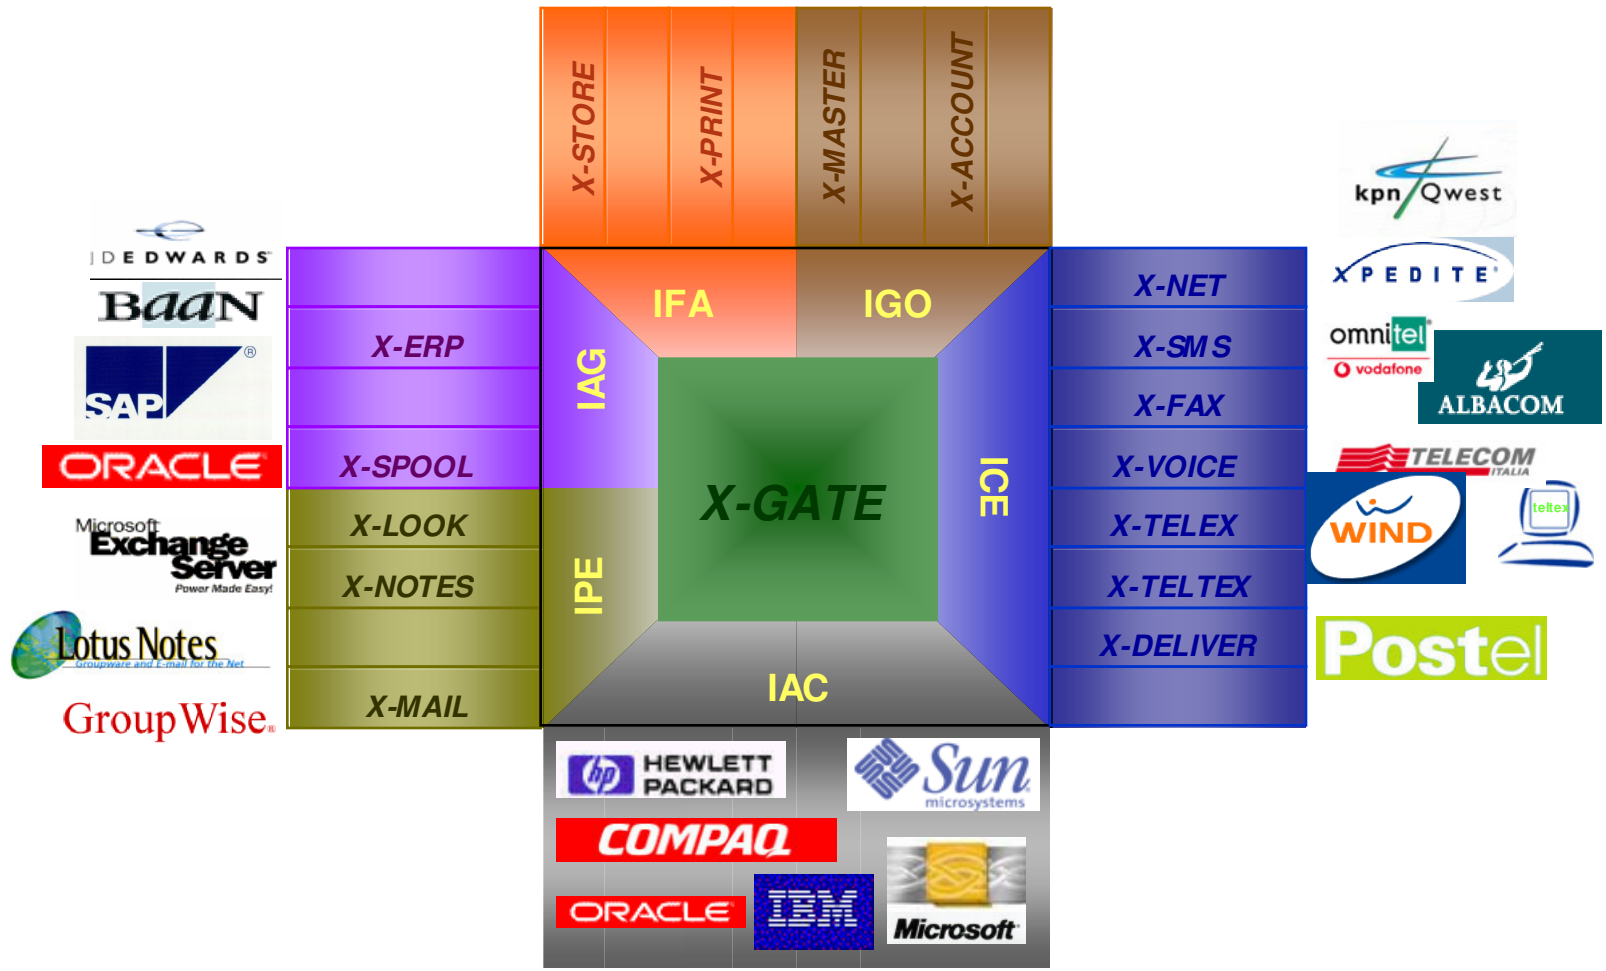 X-STORE
X-PRINT
X-MASTER
X-ACCOUNT
kpn Qwest
JDEDWARDS
BaaN
SAP
®
ORACLE®
Microsoft
Exchange
Server
Power Made Easy!
Lotus Notes
Groupware and E-mail for the Net
GroupWise®
X-ERP
X-SPOOL
X-LOOK
X-NOTES
X-MAIL
IFA
IGO
IAG
IPE
ICE
IAC
X-GATE
X-NET
X-SMS
X-FAX
X-VOICE
X-TELEX
X-TELTEX
X-DELIVER
XPEDITE
omnitel®
vodafone
ALBACOM
TELECOM
ITALIA
WIND
teltex
Postel
hp HEWLETT
PACKARD
Sun
microsystems
COMPAQ
ORACLE
IBM
Microsoft